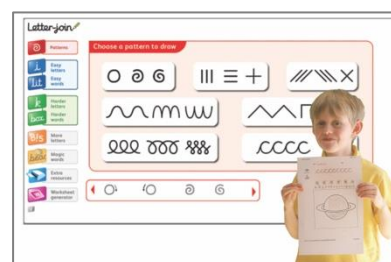 Letter-join
Patterns
Choose a pattern to draw
Easy
letters
Easy
words
Harder
letters
Harder
words
More
letters
Magic
words
Extra
resources
Worksheet
generator